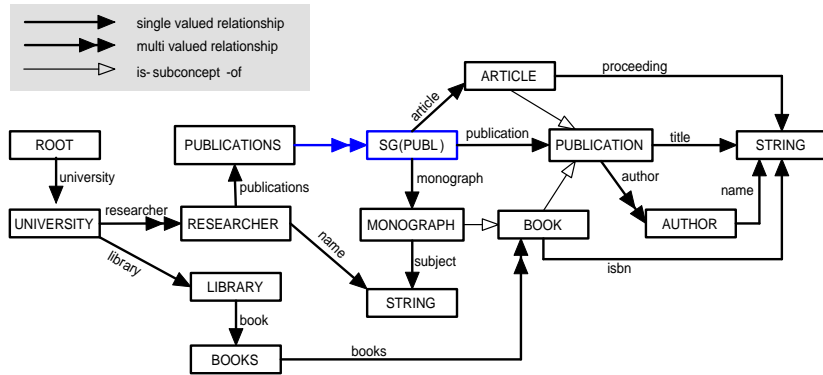 single valued relationship
multi valued relationship
is-subconcept -of
ARTICLE
proceeding
article
ROOT
PUBLICATIONS
SG(PUBL)
publication
PUBLICATION
title
STRING
university
publications
monograph
author
name
UNIVERSITY
researcher
RESEARCHER
MONOGRAPH
BOOK
AUTHOR
library
name
subject
isbn
LIBRARY
STRING
book
BOOKS
books